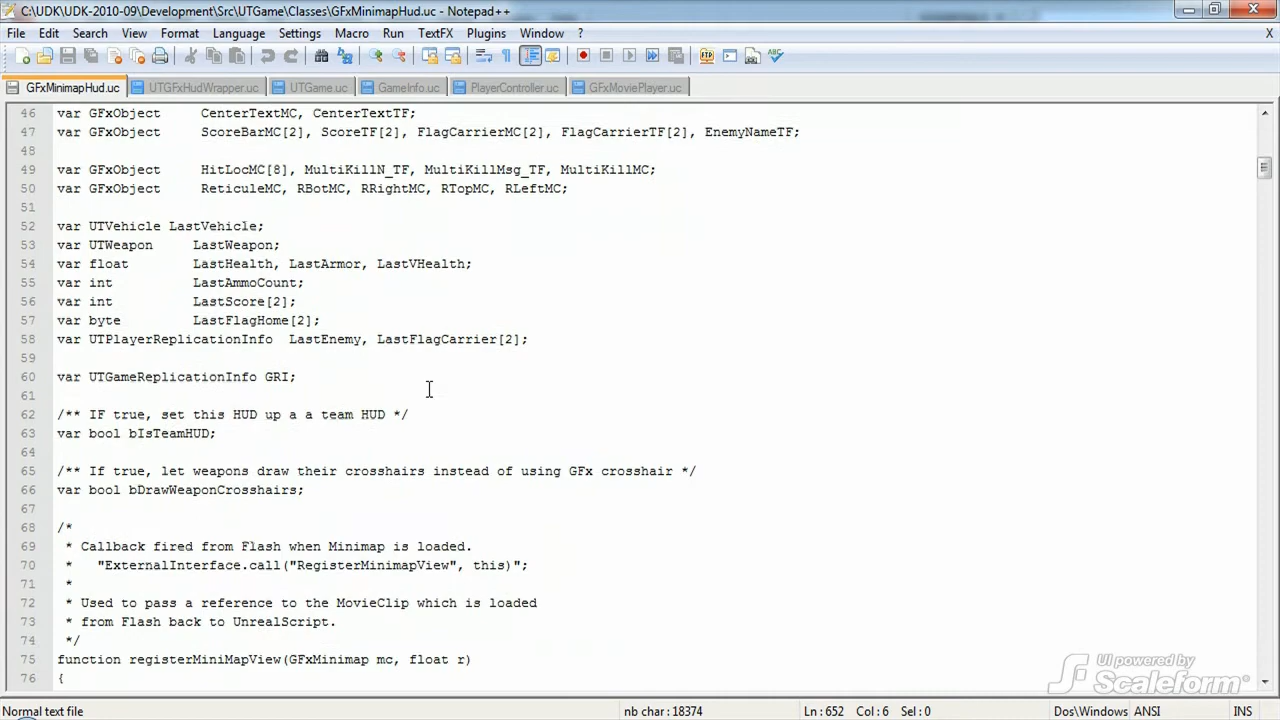 C:\UDK\UDK-2010-09\Development\Src\UTGame\Classes\GFxMinimapHud.uc - Notepad++
File Edit Search View Format Language Settings Macro Run TextFX Plugins Window ? X
GFxMinimapHud.uc UTGFxHudWrapper.uc UTGame.uc GameInfo.uc PlayerController.uc GFxMoviePlayer.uc
46 var GFxObject CenterTextMC, CenterTextTF;
47 var GFxObject ScoreBarMC[2], ScoreTF[2], FlagCarrierMC[2], FlagCarrierTF[2], EnemyNameTF;
48
49 var GFxObject HitLocMC[8], MultiKillN_TF, MultiKillMsg_TF, MultiKillMC;
50 var GFxObject ReticuleMC, RBotMC, RRightMC, RTopMC, RLeftMC;
51
52 var UTVehicle LastVehicle;
53 var UTWeapon LastWeapon;
54 var float LastHealth, LastArmor, LastVHealth;
55 var int LastAmmoCount;
56 var int LastScore[2];
57 var byte LastFlagHome[2];
58 var UTPlayerReplicationInfo LastEnemy, LastFlagCarrier[2];
59
60 var UTGameReplicationInfo GRI;
61
62 /** IF true, set this HUD up a a team HUD */
63 var bool bIsTeamHUD;
64
65 /** If true, let weapons draw their crosshairs instead of using GFx crosshair */
66 var bool bDrawWeaponCrosshairs;
67
68 /*
69 * Callback fired from Flash when Minimap is loaded.
70 * "ExternalInterface.call("RegisterMinimapView", this)";
71 *
72 * Used to pass a reference to the MovieClip which is loaded
73 * from Flash back to UnrealScript.
74 */
75 function registerMiniMapView(GFxMinimap mc, float r)
76 {
UI powered by
Scaleform
Normal text file nb char : 18374 Ln : 652 Col : 6 Sel : 0 Dos\Windows ANSI INS